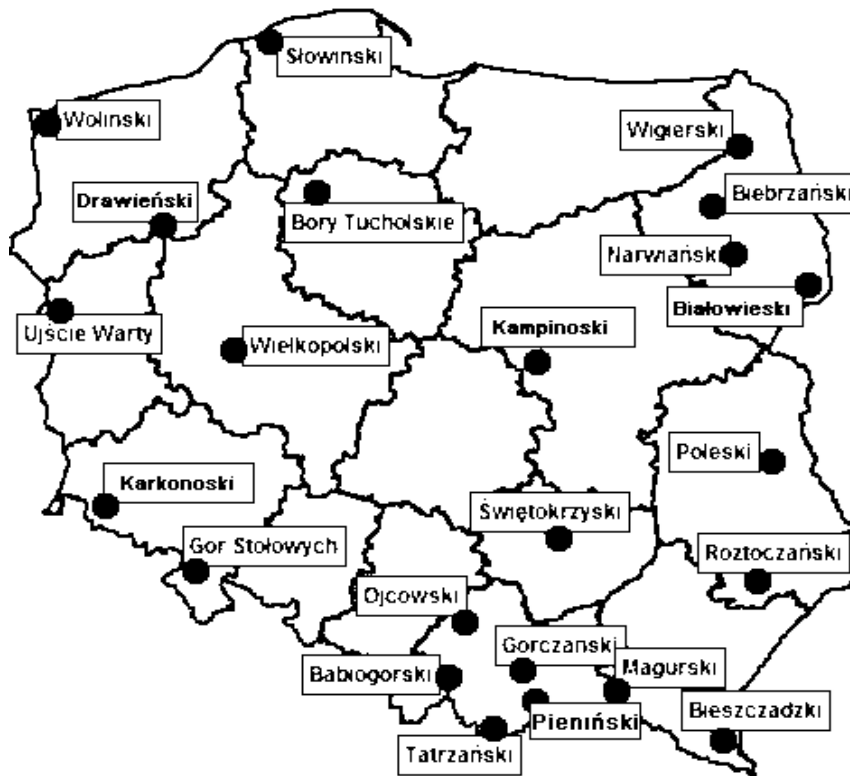 Słowinski
Wolinski
Wigierski
Drawieński
Bory Tucholskie
Biebrzański
Narwiański
Białowieski
Ujście Warty
Wielkopolski
Kampinoski
Poleski
Karkonoski
Świętokrzyski
Gor Stołowych
Roztoczański
Ojcowski
Gorczanski
Babiogorski
Magurski
Pieniński
Bieszczadzki
Tatrzański